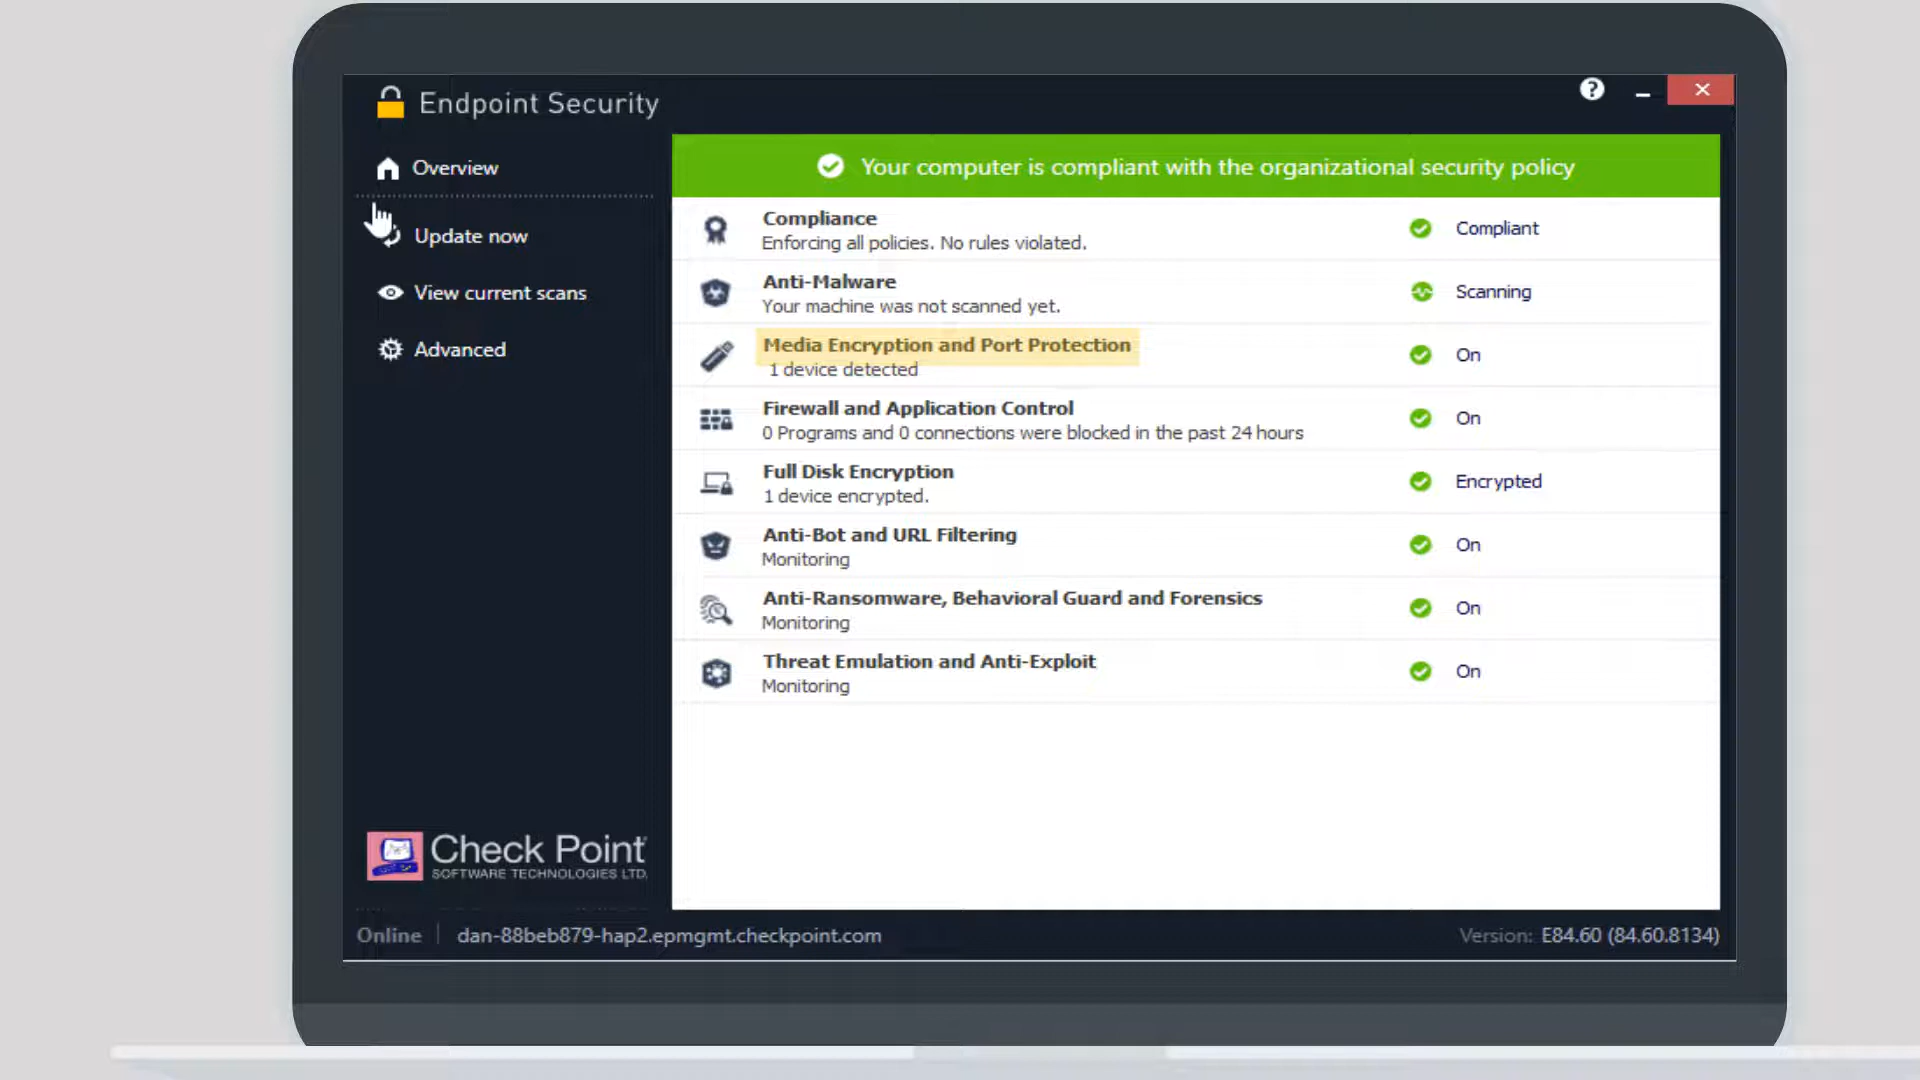 Endpoint Security
?
Overview
Update now
View current scans
Advanced
Your computer is compliant with the organizational security policy
Compliance
Enforcing all policies. No rules violated.
Compliant
Anti-Malware
Your machine was not scanned yet.
Scanning
Media Encryption and Port Protection
1 device detected
On
Firewall and Application Control
0 Programs and 0 connections were blocked in the past 24 hours
On
Full Disk Encryption
1 device encrypted.
Encrypted
Anti-Bot and URL Filtering
Monitoring
On
Anti-Ransomware, Behavioral Guard and Forensics
Monitoring
On
Threat Emulation and Anti-Exploit
Monitoring
On
Check Point
SOFTWARE TECHNOLOGIES LTD.
Online
dan-88beb879-hap2.epmgmt.checkpoint.com
Version: E84.60 (84.60.8134)